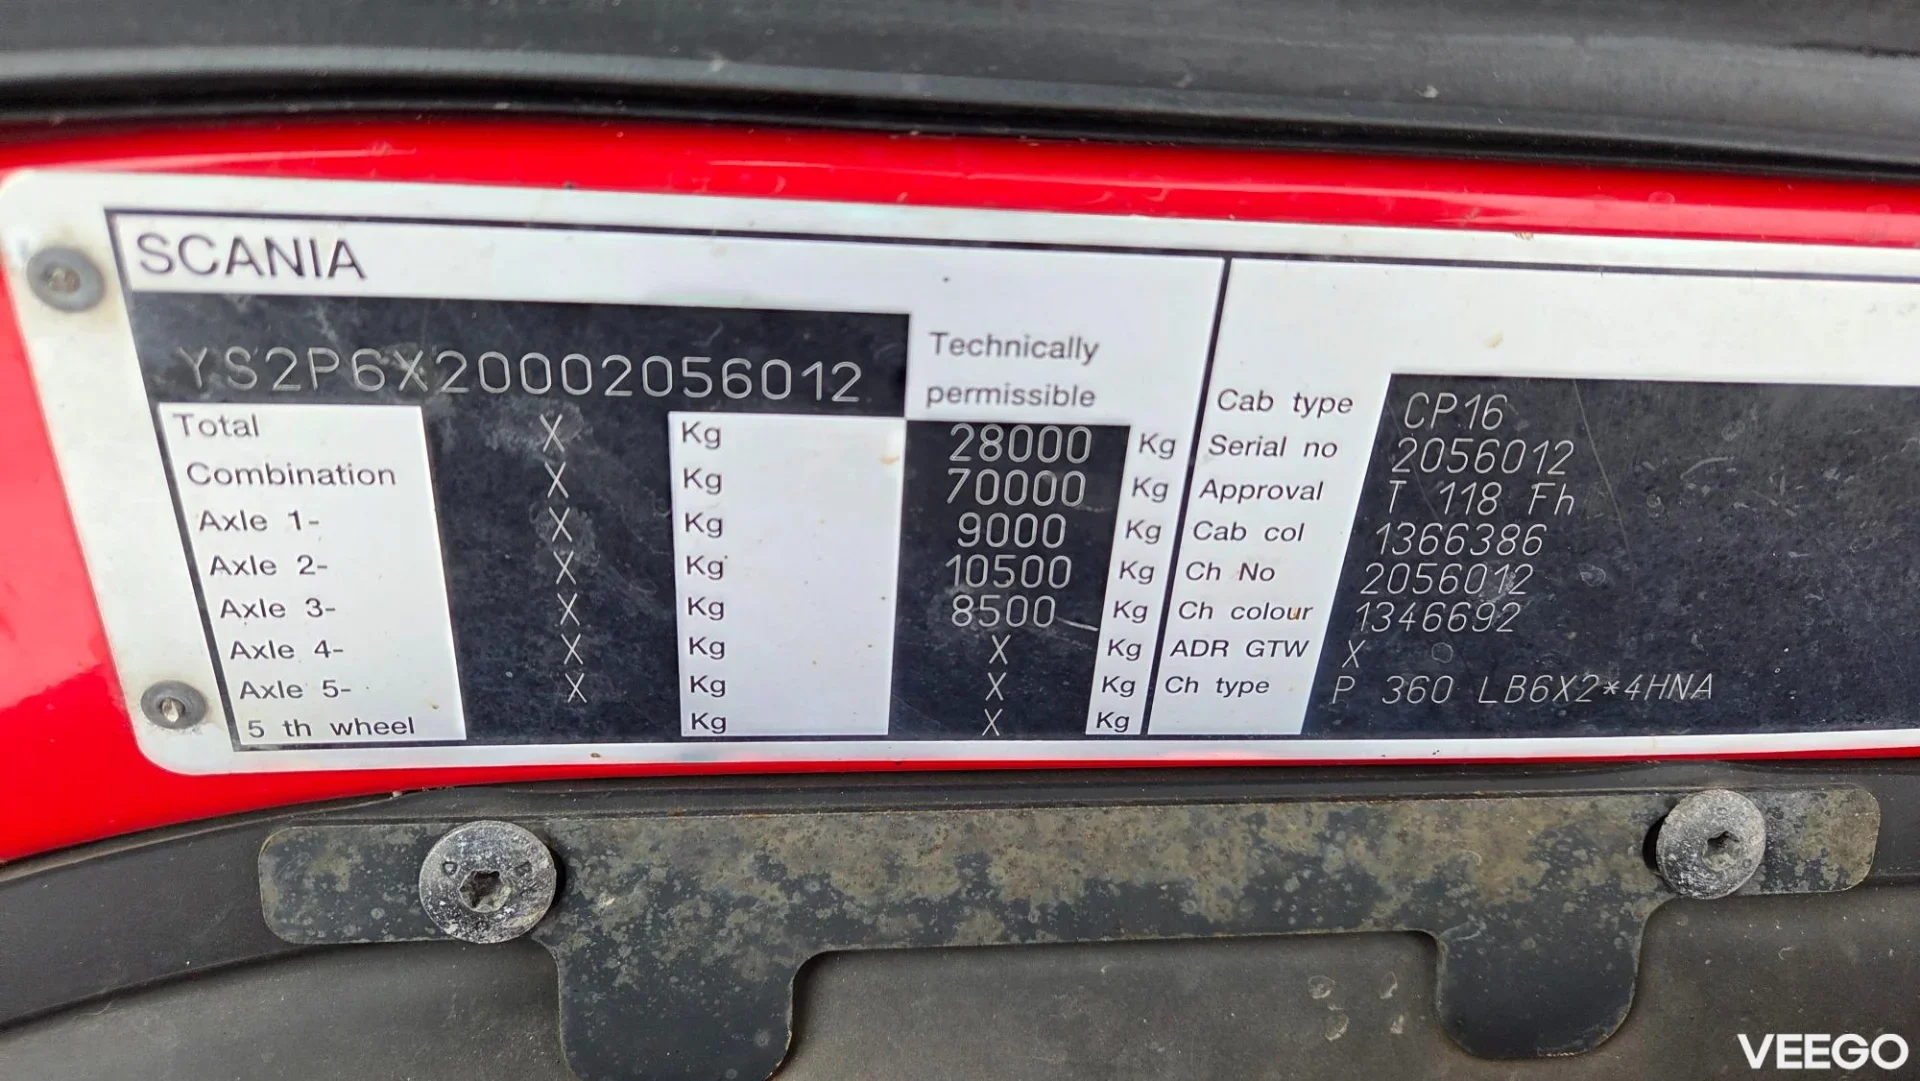 SCANIA
YS2P6X20002056012
Technically
permissible
Total X Kg 28000 Kg
Combination X Kg 70000 Kg
Axle 1- X Kg 9000 Kg
Axle 2- X Kg 10500 Kg
Axle 3- X Kg 8500 Kg
Axle 4- X Kg X Kg
Axle 5- X Kg X Kg
5 th wheel Kg X Kg
Cab type CP16
Serial no 2056012
Approval T 118 Fh
Cab col 1366386
Ch No 2056012
Ch colour 1346692
ADR GTW X
Ch type P 360 LB6X2*4HNA
VEEGO